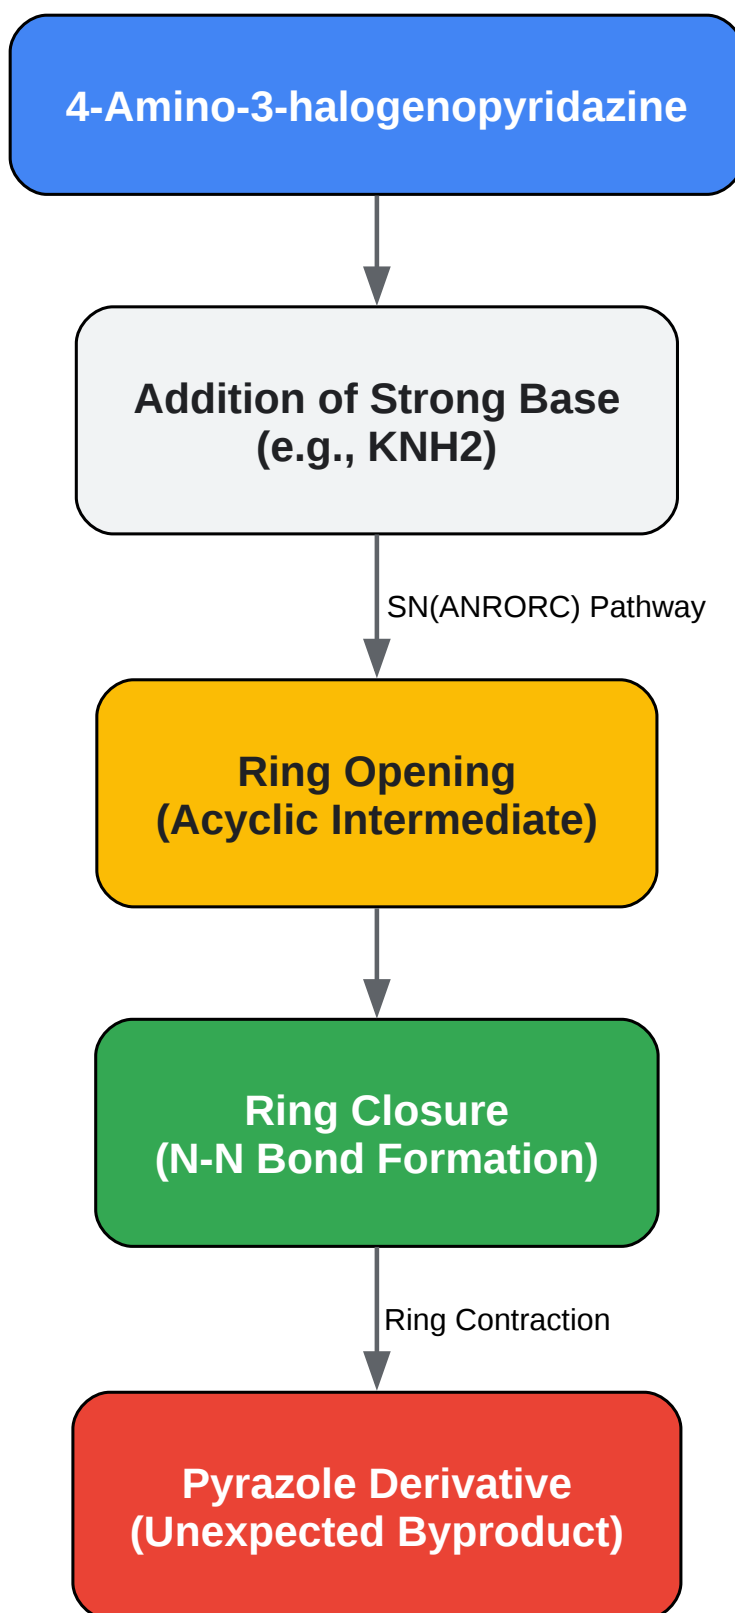 4-Amino-3-halogenopyridazine
Addition of Strong Base
(e.g., KNH2)
SN(ANRORC) Pathway
Ring Opening
(Acyclic Intermediate)
Ring Closure
(N-N Bond Formation)
Ring Contraction
Pyrazole Derivative
(Unexpected Byproduct)